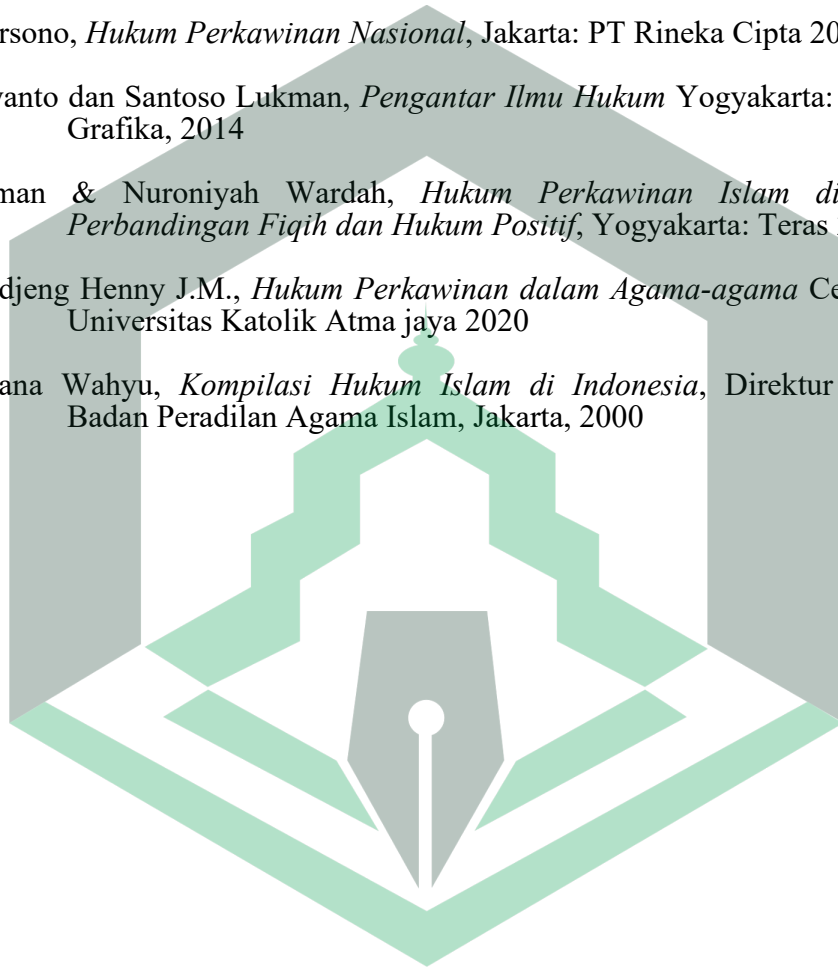 rsono, Hukum Perkawinan Nasional, Jakarta: PT Rineka Cipta 20
anto dan Santoso Lukman, Pengantar Ilmu Hukum Yogyakarta:
Grafika, 2014
man & Nuroniyah Wardah, Hukum Perkawinan Islam di
Perbandingan Fiqih dan Hukum Positif, Yogyakarta: Teras
djeng Henny J.M., Hukum Perkawinan dalam Agama-agama Ce
Universitas Katolik Atma jaya 2020
ana Wahyu, Kompilasi Hukum Islam di Indonesia, Direktur
Badan Peradilan Agama Islam, Jakarta, 2000